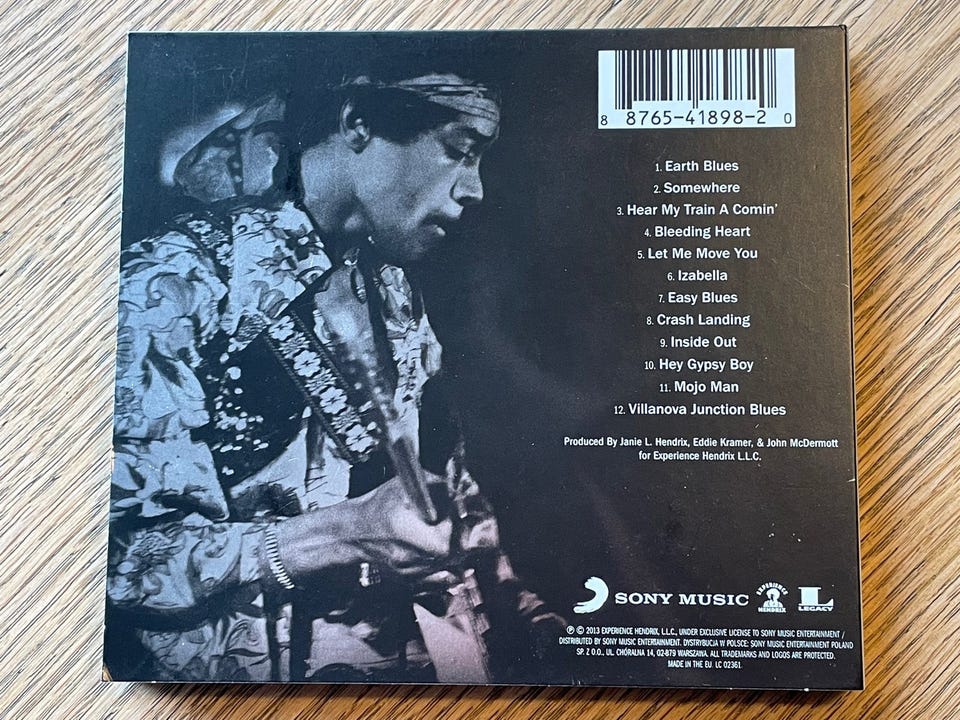 8 8765-41898-2 0
1. Earth Blues
2. Somewhere
3. Hear My Train A Comin'
4. Bleeding Heart
5. Let Me Move You
6. Izabella
7. Easy Blues
8. Crash Landing
9. Inside Out
10. Hey Gypsy Boy
11. Mojo Man
12. Villanova Junction Blues
Produced By Janie L. Hendrix, Eddie Kramer, & John McDermott
for Experience Hendrix L.L.C.
SONY MUSIC
EXPERIENCE
HENDRIX
L
LEGACY
℗ © 2013 EXPERIENCE HENDRIX, L.L.C., UNDER EXCLUSIVE LICENSE TO SONY MUSIC ENTERTAINMENT /
DISTRIBUTED BY SONY MUSIC ENTERTAINMENT. DISTRYBUCJA W POLSCE: SONY MUSIC ENTERTAINMENT POLAND
SP. Z O.O., UL. CHÓRALNA 14, 02-879 WARSZAWA. ALL TRADEMARKS AND LOGOS ARE PROTECTED.
MADE IN THE EU. LC 02361.